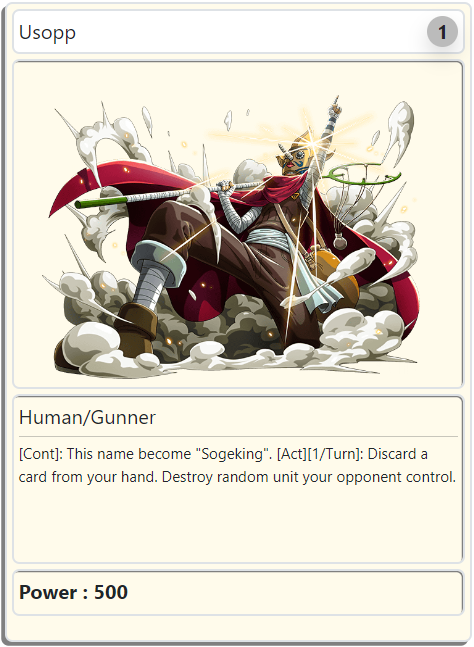 Usopp
1
Human/Gunner
[Cont]: This name become "Sogeking". [Act][1/Turn]: Discard a
card from your hand. Destroy random unit your opponent control.
Power : 500